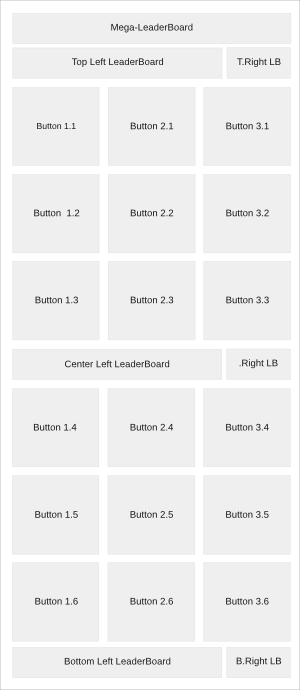 Mega-LeaderBoard
Top Left LeaderBoard T.Right LB
Button 1.1 Button 2.1 Button 3.1
Button 1.2 Button 2.2 Button 3.2
Button 1.3 Button 2.3 Button 3.3
Center Left LeaderBoard .Right LB
Button 1.4 Button 2.4 Button 3.4
Button 1.5 Button 2.5 Button 3.5
Button 1.6 Button 2.6 Button 3.6
Bottom Left LeaderBoard B.Right LB